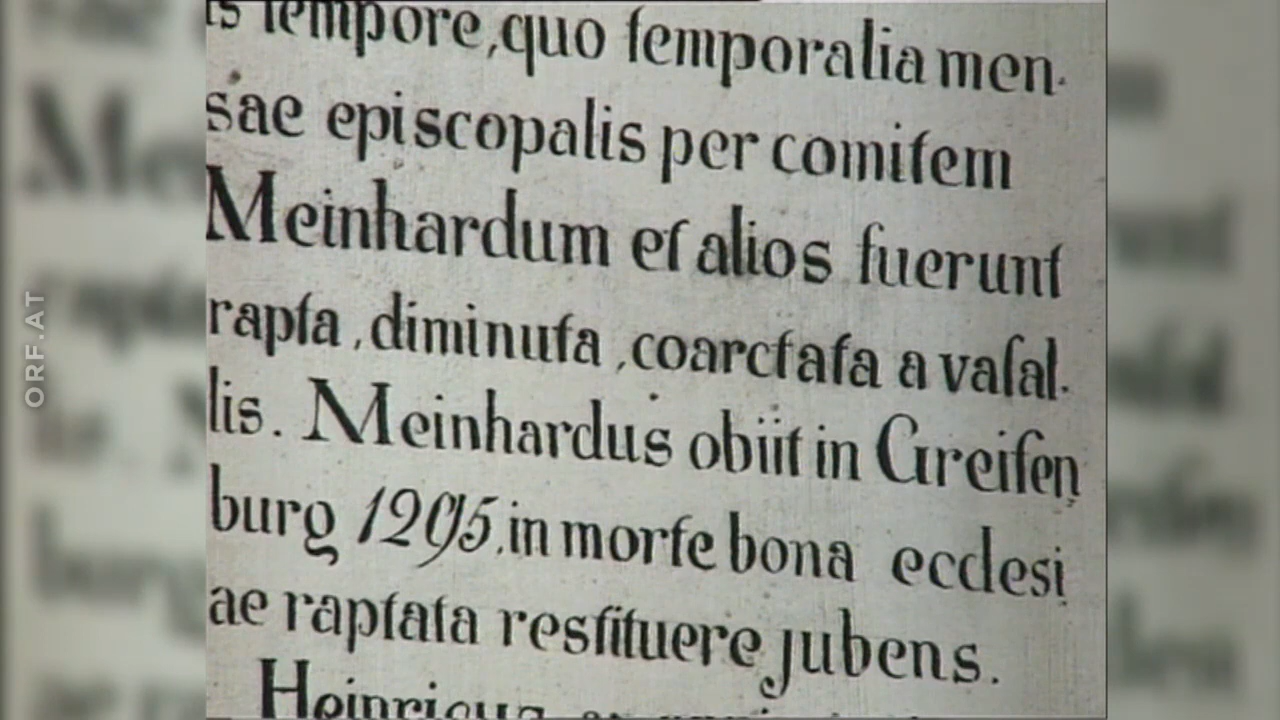 is tempore, quo temporalia men.
sae episcopalis per comitem
Meinhardum et alios fuerunt
rapta, diminuta, coarctata a vaſal.
lis. Meinhardus obiit in Greifen
burg 1295. in morte bona ecclesi
ae raptata restituere jubens.
Heinricus
ORF.AT